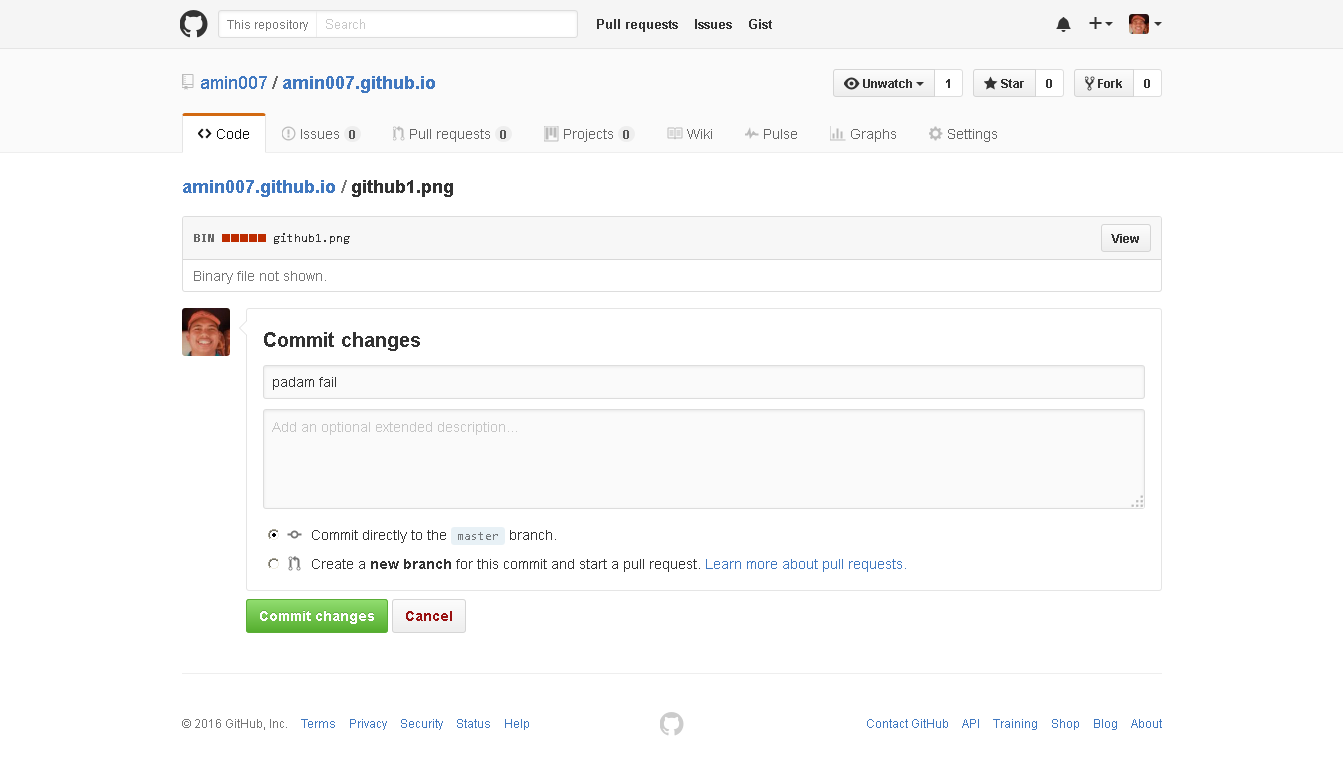 This repository Search Pull requests Issues Gist
amin007 / amin007.github.io Unwatch 1 Star 0 Fork 0
Code Issues 0 Pull requests 0 Projects 0 Wiki Pulse Graphs Settings
amin007.github.io / github1.png
BIN github1.png View
Binary file not shown.
Commit changes
padam fail
Add an optional extended description...
Commit directly to the master branch.
Create a new branch for this commit and start a pull request. Learn more about pull requests.
Commit changes Cancel
© 2016 GitHub, Inc. Terms Privacy Security Status Help Contact GitHub API Training Shop Blog About